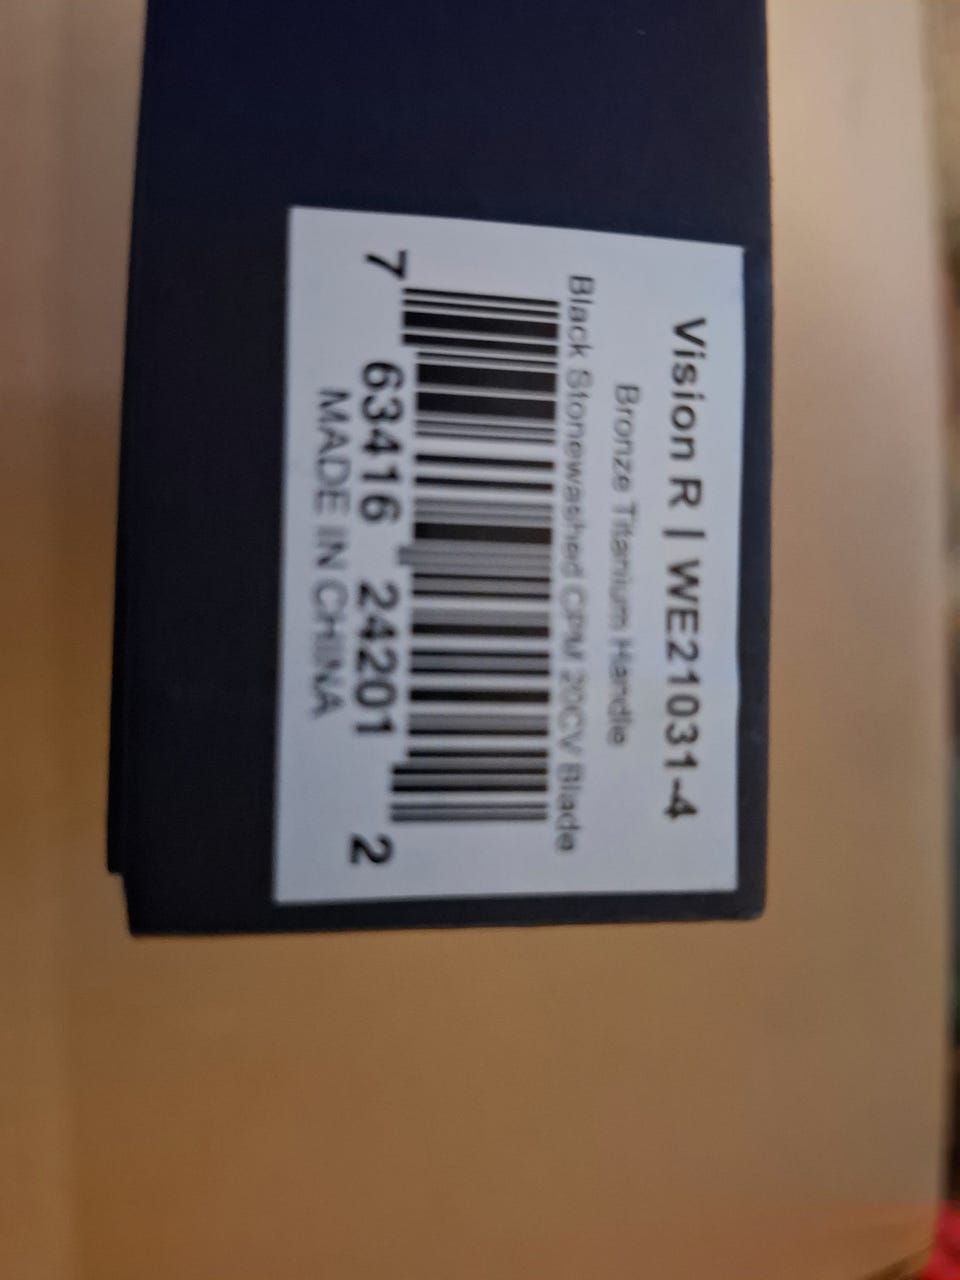 Vision R | WE21031-4
Bronze Titanium Handle
Black Stonewashed CPM 20CV Blade
7 63416 24201 2
MADE IN CHINA